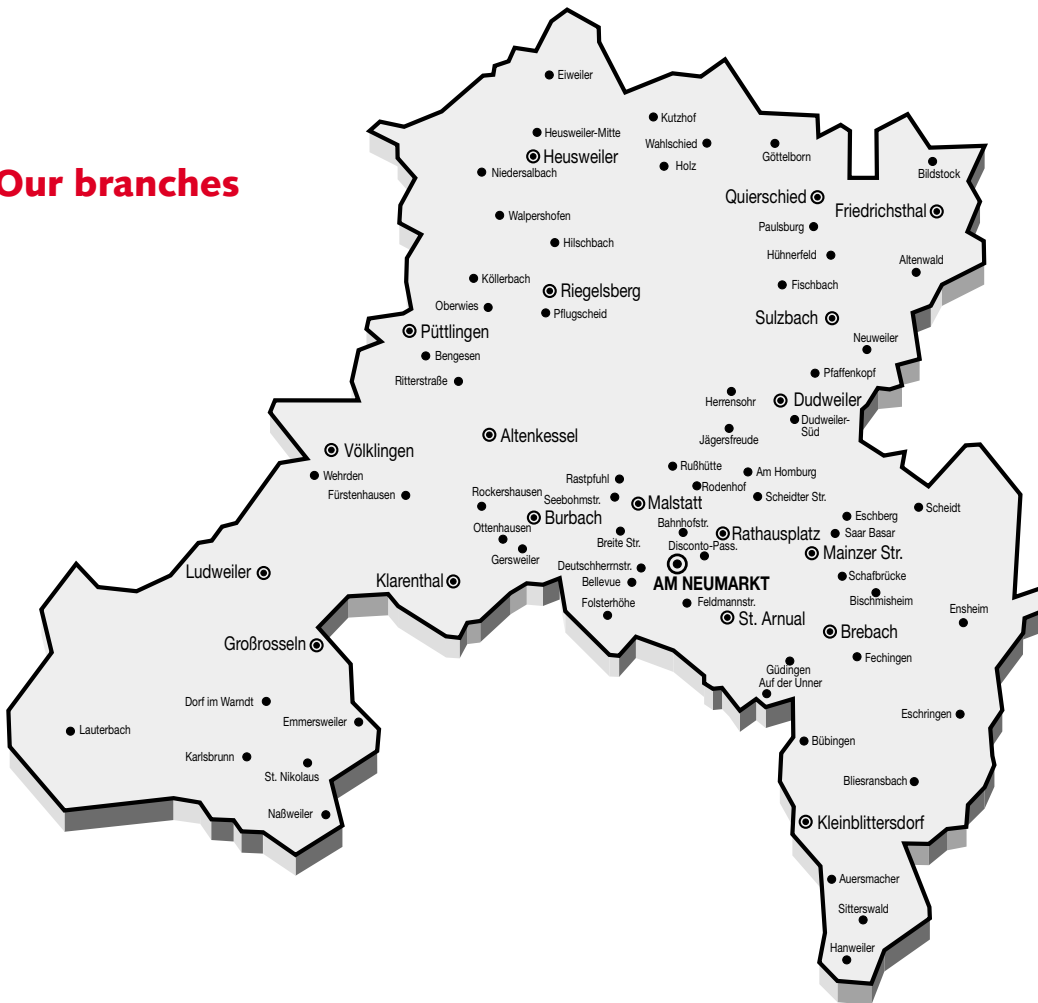 Our branches
Eiweiler
Kutzhof
Heusweiler-Mitte
Wahlschied
Göttelborn
Heusweiler
Holz
Bildstock
Niedersalbach
Quierschied
Friedrichsthal
Walpershofen
Paulsburg
Hilschbach
Hühnerfeld
Altenwald
Köllerbach
Fischbach
Riegelsberg
Oberwies
Pflugscheid
Sulzbach
Püttlingen
Neuweiler
Bengesen
Pfaffenkopf
Ritterstraße
Herrensohr
Dudweiler
Dudweiler-
Süd
Jägersfreude
Altenkessel
Völklingen
Rußhütte
Am Homburg
Wehrden
Rastpfuhl
Rodenhof
Fürstenhausen
Rockershausen
Seebohmstr.
Scheidter Str.
Malstatt
Scheidt
Burbach
Eschberg
Bahnhofstr.
Ottenhausen
Rathausplatz
Saar Basar
Breite Str.
Disconto-Pass.
Mainzer Str.
Gersweiler
Deutschherrnstr.
Ludweiler
Klarenthal
Bellevue
AM NEUMARKT
Schafbrücke
Bischmisheim
Folsterhöhe
Feldmannstr.
Ensheim
St. Arnual
Brebach
Großrosseln
Fechingen
Güdingen
Auf der Unner
Dorf im Warndt
Emmersweiler
Eschringen
Lauterbach
Bübingen
Karlsbrunn
St. Nikolaus
Bliesransbach
Naßweiler
Kleinblittersdorf
Auersmacher
Sitterswald
Hanweiler